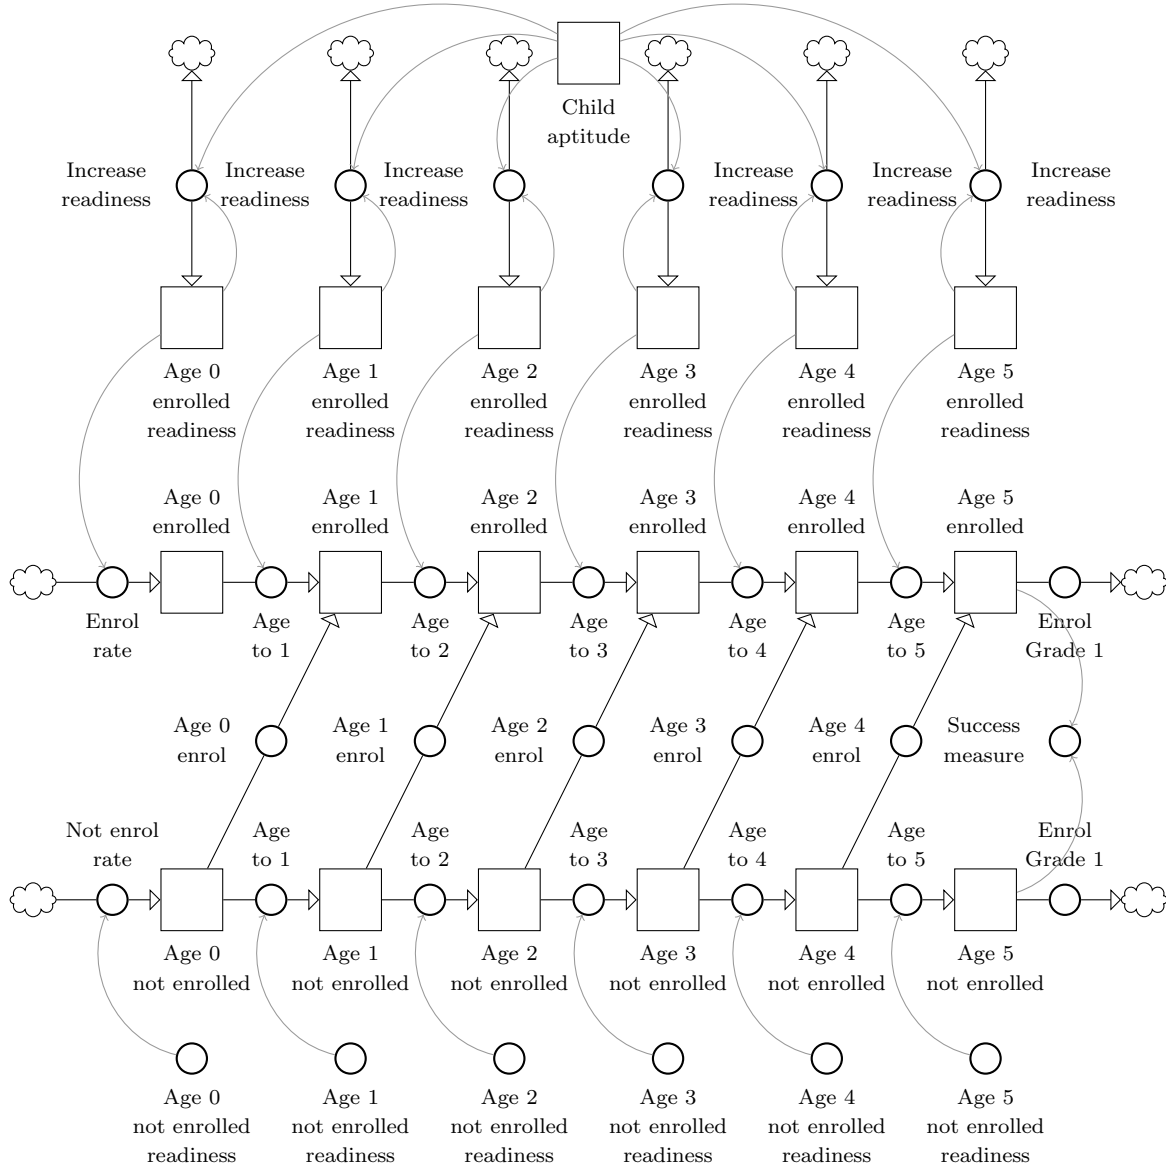 Child
aptitude
Increase
readiness
Increase
readiness
Increase
readiness
Increase
readiness
Increase
readiness
Increase
readiness
Age 0
enrolled
readiness
Age 1
enrolled
readiness
Age 2
enrolled
readiness
Age 3
enrolled
readiness
Age 4
enrolled
readiness
Age 5
enrolled
readiness
Age 0
enrolled
Age 1
enrolled
Age 2
enrolled
Age 3
enrolled
Age 4
enrolled
Age 5
enrolled
Enrol
rate
Age
to 1
Age
to 2
Age
to 3
Age
to 4
Age
to 5
Enrol
Grade 1
Age 0
enrol
Age 1
enrol
Age 2
enrol
Age 3
enrol
Age 4
enrol
Success
measure
Not enrol
rate
Age
to 1
Age
to 2
Age
to 3
Age
to 4
Age
to 5
Enrol
Grade 1
Age 0
not enrolled
Age 1
not enrolled
Age 2
not enrolled
Age 3
not enrolled
Age 4
not enrolled
Age 5
not enrolled
Age 0
not enrolled
readiness
Age 1
not enrolled
readiness
Age 2
not enrolled
readiness
Age 3
not enrolled
readiness
Age 4
not enrolled
readiness
Age 5
not enrolled
readiness